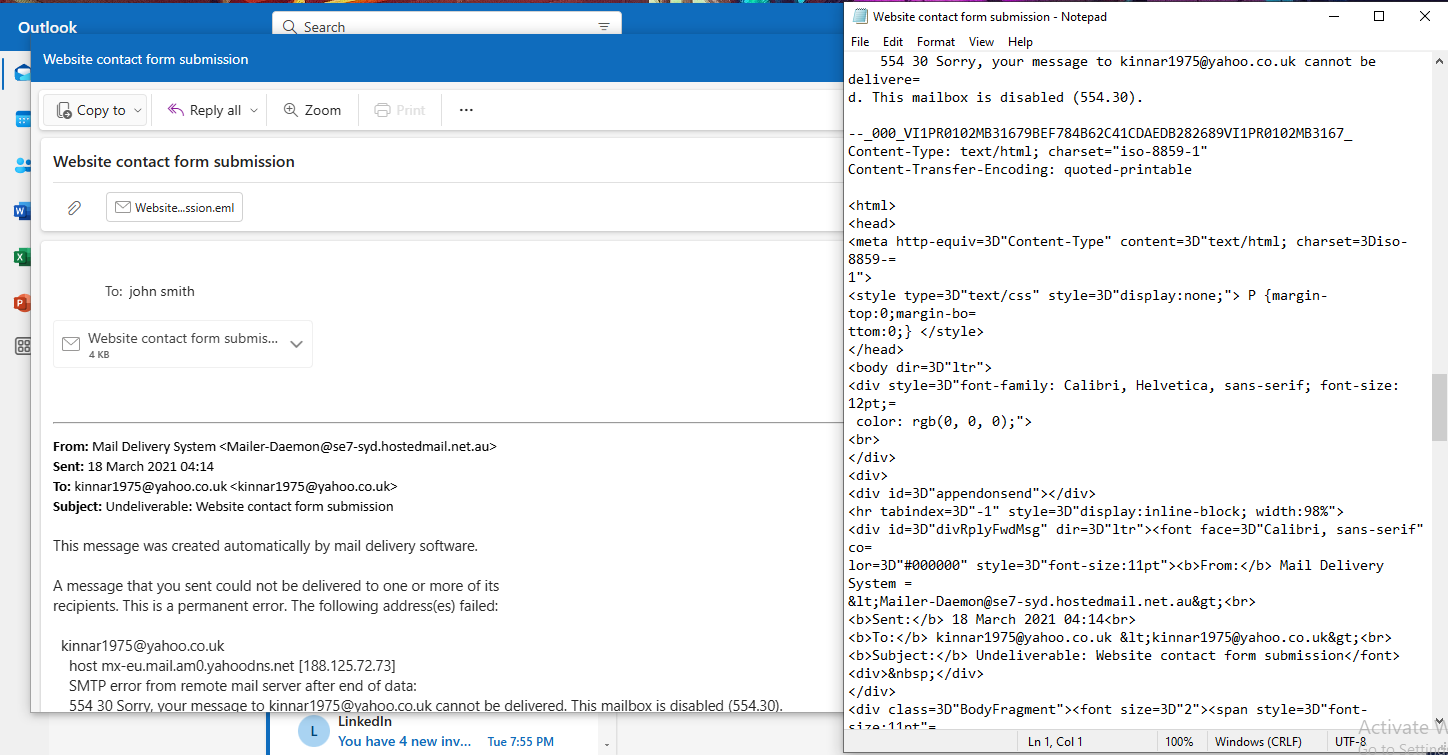 Outlook
Search
Website contact form submission
Copy to
Reply all
Zoom
Print
...
Website contact form submission
Website...ssion.eml
To: john smith
Website contact form submis...
4 KB
From: Mail Delivery System <Mailer-Daemon@se7-syd.hostedmail.net.au>
Sent: 18 March 2021 04:14
To: kinnar1975@yahoo.co.uk <kinnar1975@yahoo.co.uk>
Subject: Undeliverable: Website contact form submission
This message was created automatically by mail delivery software.
A message that you sent could not be delivered to one or more of its
recipients. This is a permanent error. The following address(es) failed:
kinnar1975@yahoo.co.uk
host mx-eu.mail.am0.yahoodns.net [188.125.72.73]
SMTP error from remote mail server after end of data:
554 30 Sorry, your message to kinnar1975@yahoo.co.uk cannot be delivered. This mailbox is disabled (554.30).
L
LinkedIn
You have 4 new inv...
Tue 7:55 PM
Website contact form submission - Notepad
File Edit Format View Help
554 30 Sorry, your message to kinnar1975@yahoo.co.uk cannot be
delivere=
d. This mailbox is disabled (554.30).
--_000_VI1PR0102MB31679BEF784B62C41CDAEDB282689VI1PR0102MB3167_
Content-Type: text/html; charset="iso-8859-1"
Content-Transfer-Encoding: quoted-printable
<html>
<head>
<meta http-equiv=3D"Content-Type" content=3D"text/html; charset=3Diso-
8859-=
1">
<style type=3D"text/css" style=3D"display:none;"> P {margin-
top:0;margin-bo=
ttom:0;} </style>
</head>
<body dir=3D"ltr">
<div style=3D"font-family: Calibri, Helvetica, sans-serif; font-size:
12pt;=
color: rgb(0, 0, 0);">
<br>
</div>
<div>
<div id=3D"appendonsend"></div>
<hr tabindex=3D"-1" style=3D"display:inline-block; width:98%">
<div id=3D"divRplyFwdMsg" dir=3D"ltr"><font face=3D"Calibri, sans-serif"
co=
lor=3D"#000000" style=3D"font-size:11pt"><b>From:</b> Mail Delivery
System =
&lt;Mailer-Daemon@se7-syd.hostedmail.net.au&gt;<br>
<b>Sent:</b> 18 March 2021 04:14<br>
<b>To:</b> kinnar1975@yahoo.co.uk &lt;kinnar1975@yahoo.co.uk&gt;<br>
<b>Subject:</b> Undeliverable: Website contact form submission</font>
<div>&nbsp;</div>
</div>
<div class=3D"BodyFragment"><font size=3D"2"><span style=3D"font-
size:11pt"=
Activate W
Go to Setting
Ln 1, Col 1
100%
Windows (CRLF)
UTF-8